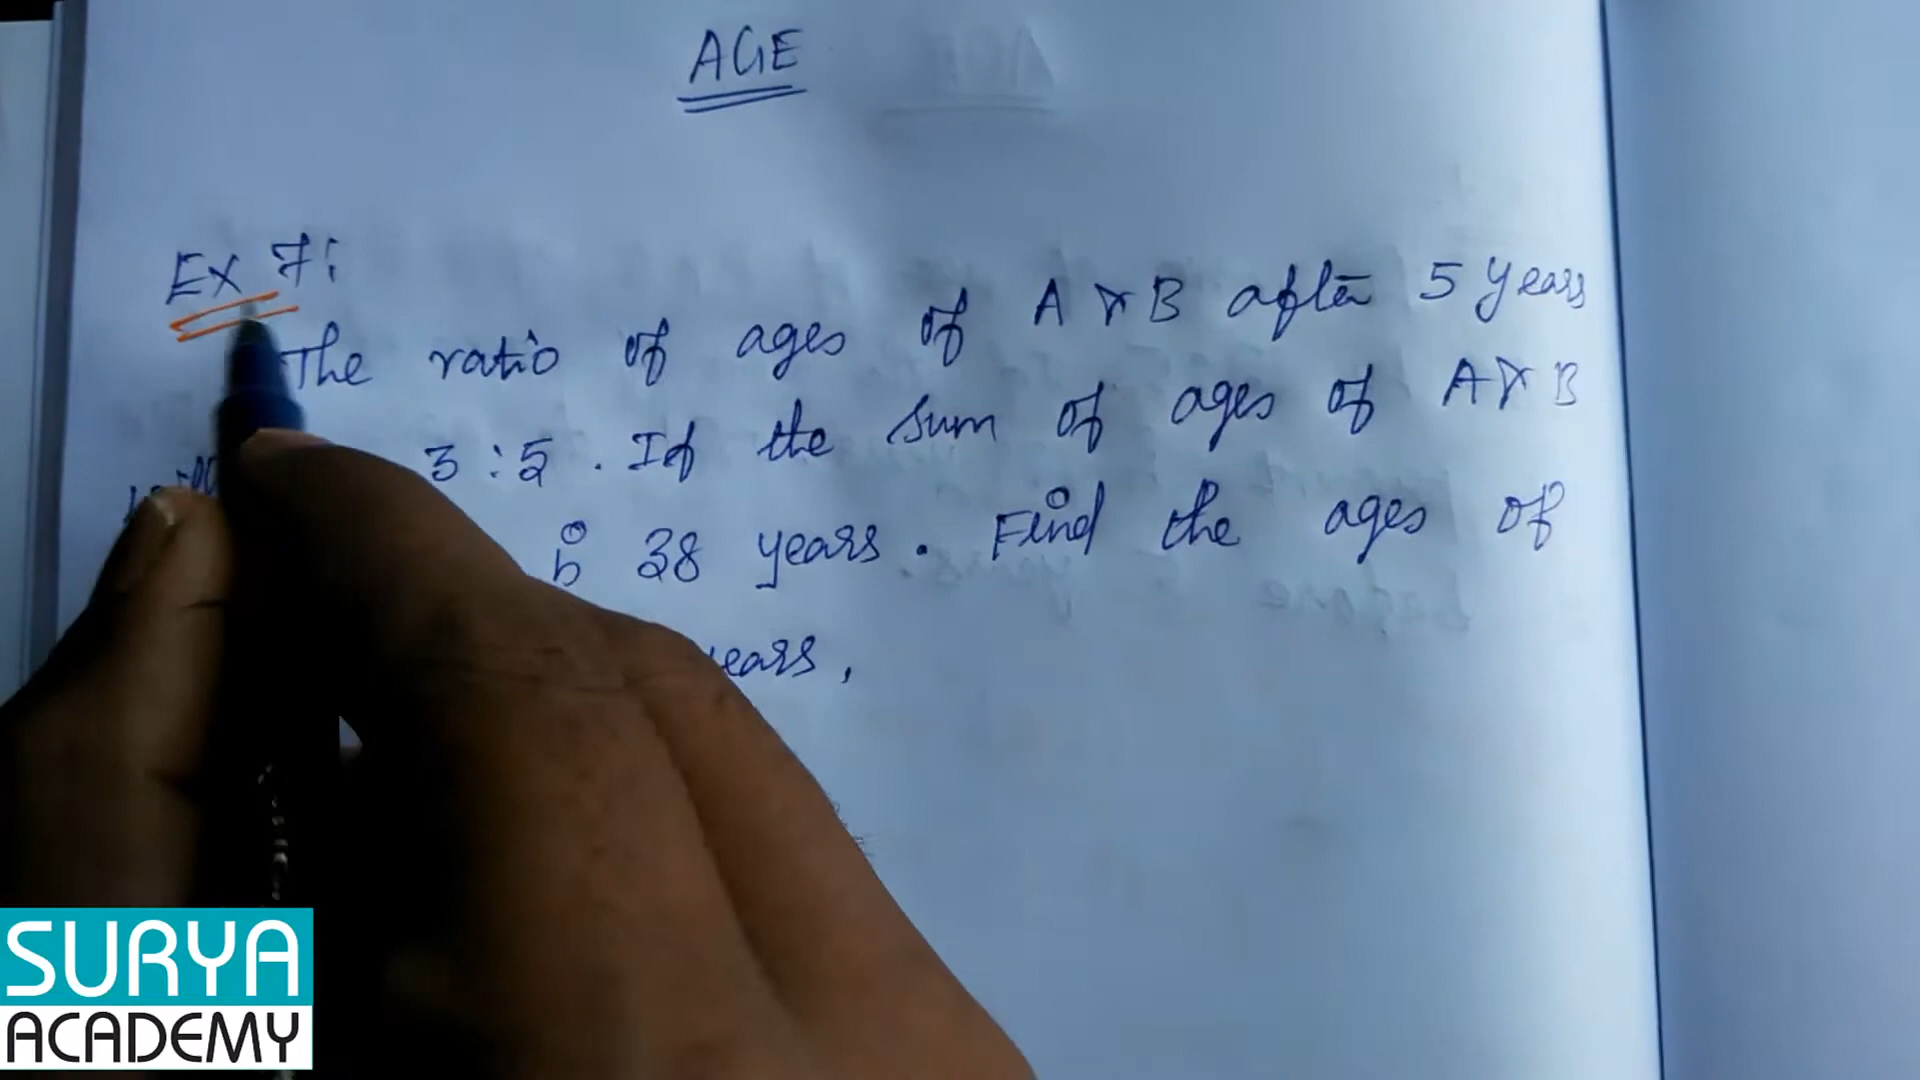 AGE
Ex 7:
The ratio of ages of A & B after 5 years
3:5. If the sum of ages of A & B
is 38 years. Find the ages of
years,
SURYA
ACADEMY